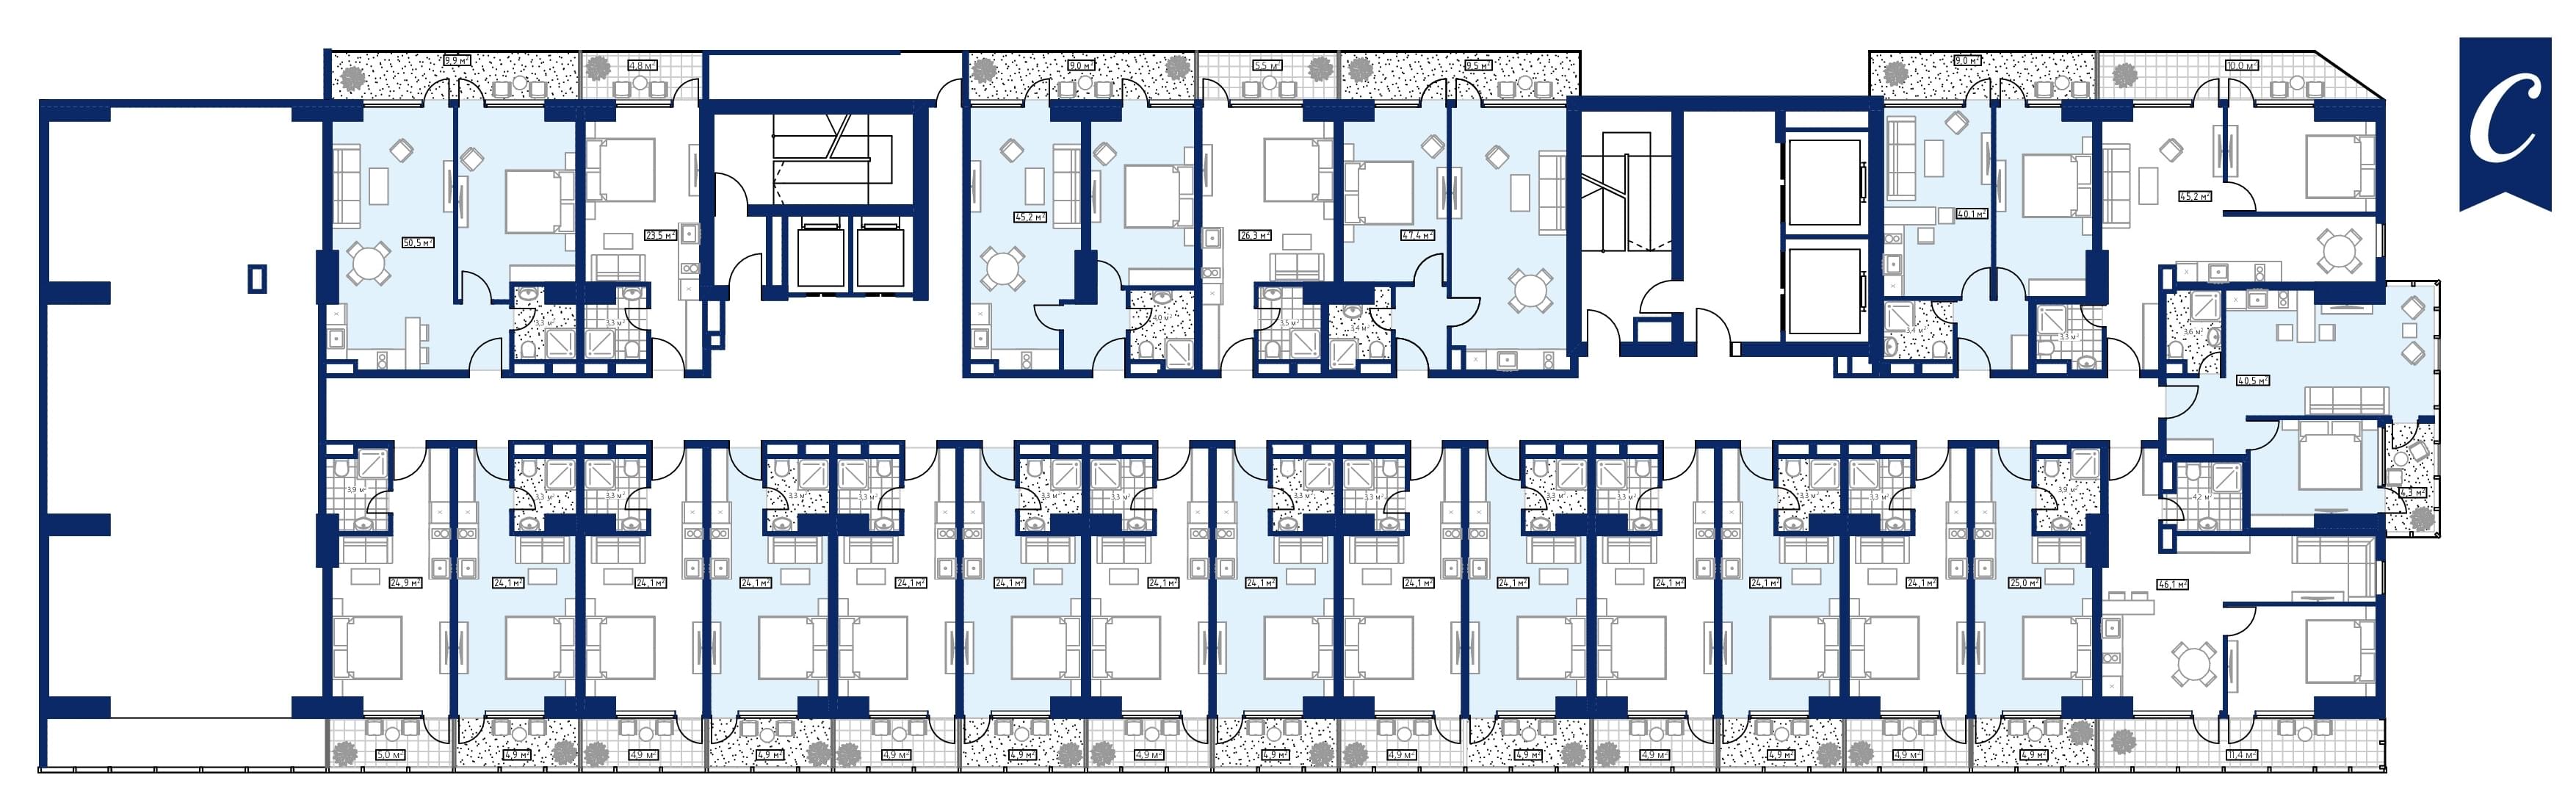 9,9 м²
4,8 м²
9,0 м²
5,5 м²
9,5 м²
9,0 м²
10,0 м²
C
50,5 м²
23,5 м²
45,2 м²
26,3 м²
47,4 м²
40,1 м²
45,2 м²
3,3 м²
3,3 м²
4,0 м²
3,5 м²
3,4 м²
3,4 м²
3,3 м²
3,6 м²
40,5 м²
3,9 м²
3,3 м²
3,3 м²
3,3 м²
3,3 м²
3,3 м²
3,3 м²
3,3 м²
3,3 м²
3,3 м²
3,3 м²
3,3 м²
3,3 м²
3,9 м²
4,2 м²
4,3 м²
24,9 м²
24,1 м²
24,1 м²
24,1 м²
24,1 м²
24,1 м²
24,1 м²
24,1 м²
24,1 м²
24,1 м²
24,1 м²
24,1 м²
24,1 м²
25,0 м²
46,1 м²
5,0 м²
4,9 м²
4,9 м²
4,9 м²
4,9 м²
4,9 м²
4,9 м²
4,9 м²
4,9 м²
4,9 м²
4,9 м²
4,9 м²
4,9 м²
4,9 м²
11,4 м²